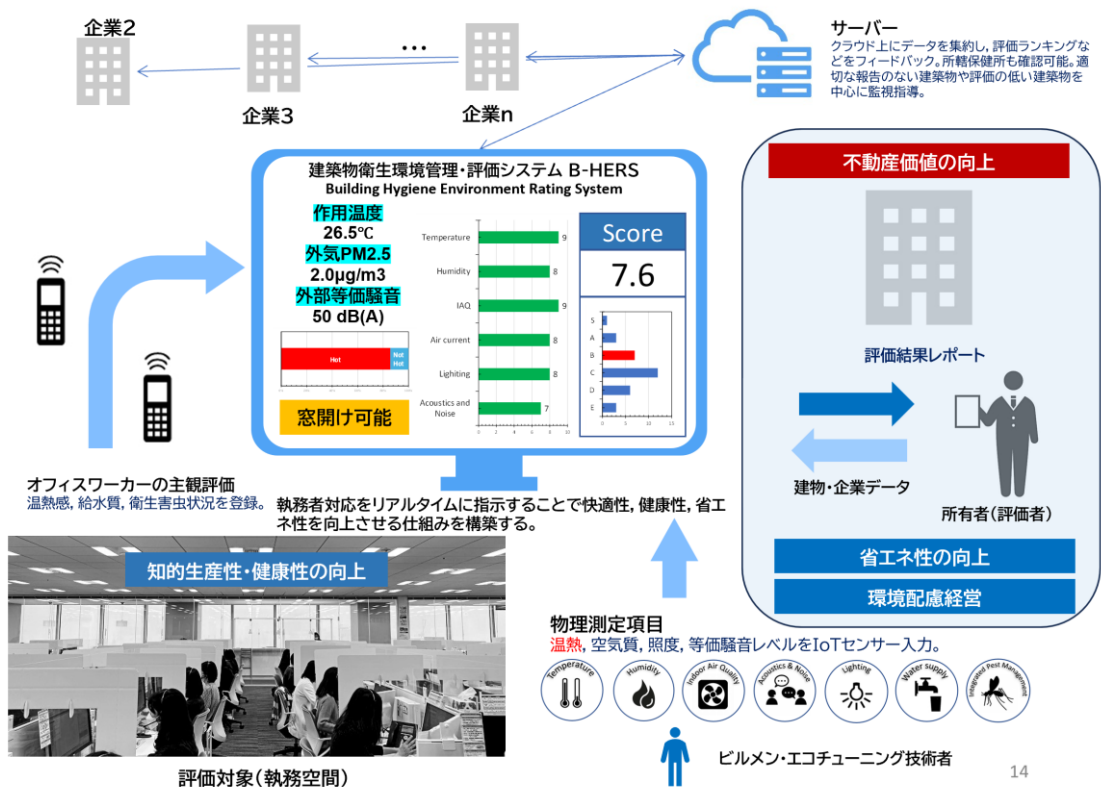 企業2
企業3
…
企業n
サーバー
クラウド上にデータを集約し，評価ランキングな
どをフィードバック。所轄保健所も確認可能。適
切な報告のない建築物や評価の低い建築物を
中心に監視指導。
建築物衛生環境管理・評価システム B-HERS
Building Hygiene Environment Rating System
作用温度
26.5℃
外気PM2.5
2.0μg/m3
外部等価騒音
50 dB(A)
Hot
Not
Hot
窓開け可能
Temperature
9
Humidity
8
IAQ
9
Air current
8
Lighiting
8
Acoustics and
Noise
7
0 2 4 6 8 10
Score
7.6
S
A
B
C
D
E
0 5 10 15
不動産価値の向上
評価結果レポート
建物・企業データ
所有者（評価者）
省エネ性の向上
環境配慮経営
オフィスワーカーの主観評価
温熱感，給水質，衛生害虫状況を登録。
執務者対応をリアルタイムに指示することで快適性，健康性，省エ
ネ性を向上させる仕組みを構築する。
知的生産性・健康性の向上
評価対象（執務空間）
物理測定項目
温熱，空気質，照度，等価騒音レベルをIoTセンサー入力。
Temperature
Humidity
Indoor Air Quality
Acoustics & Noise
Lighting
Water supply
Integrated Pest Management
ビルメン・エコチューニング技術者
14